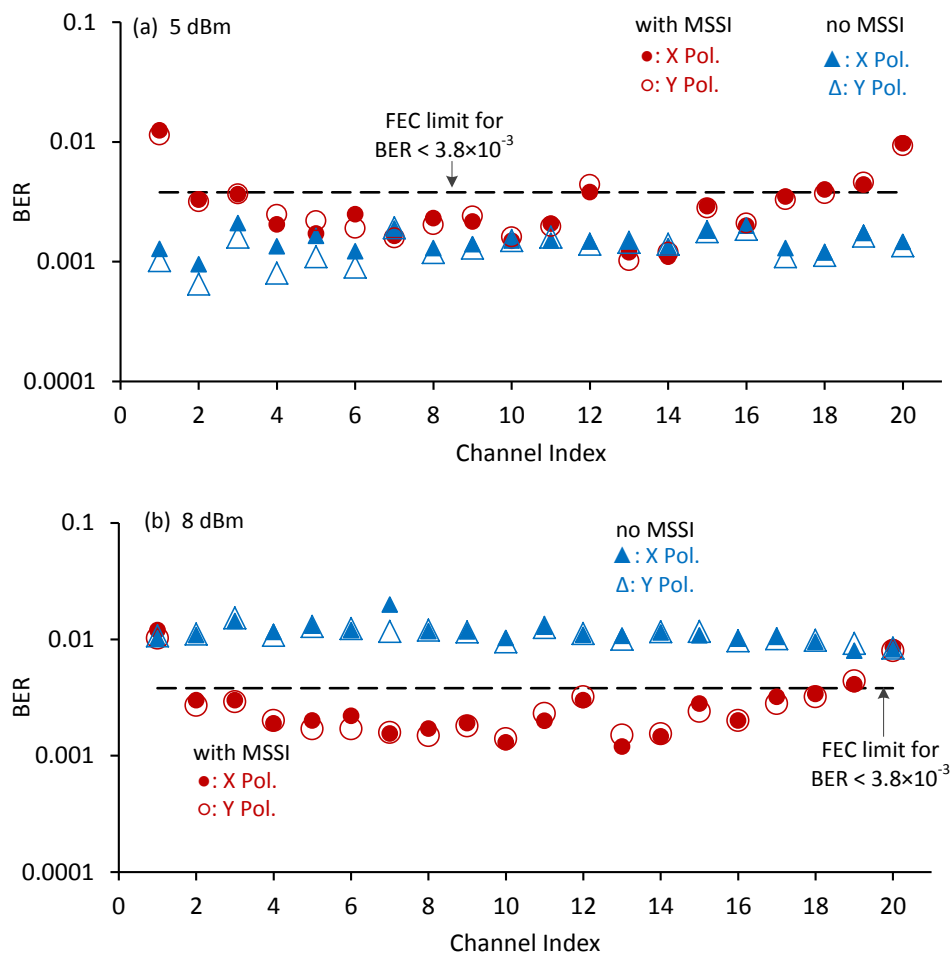 (a) 5 dBm
with MSSI
●: X Pol.
○: Y Pol.
no MSSI
▲: X Pol.
Δ: Y Pol.
FEC limit for
BER < 3.8×10⁻³
BER
0.1
0.01
0.001
0.0001
0 2 4 6 8 10 12 14 16 18 20
Channel Index
(b) 8 dBm
no MSSI
▲: X Pol.
Δ: Y Pol.
BER
0.1
0.01
0.001
0.0001
with MSSI
●: X Pol.
○: Y Pol.
FEC limit for
BER < 3.8×10⁻³
0 2 4 6 8 10 12 14 16 18 20
Channel Index